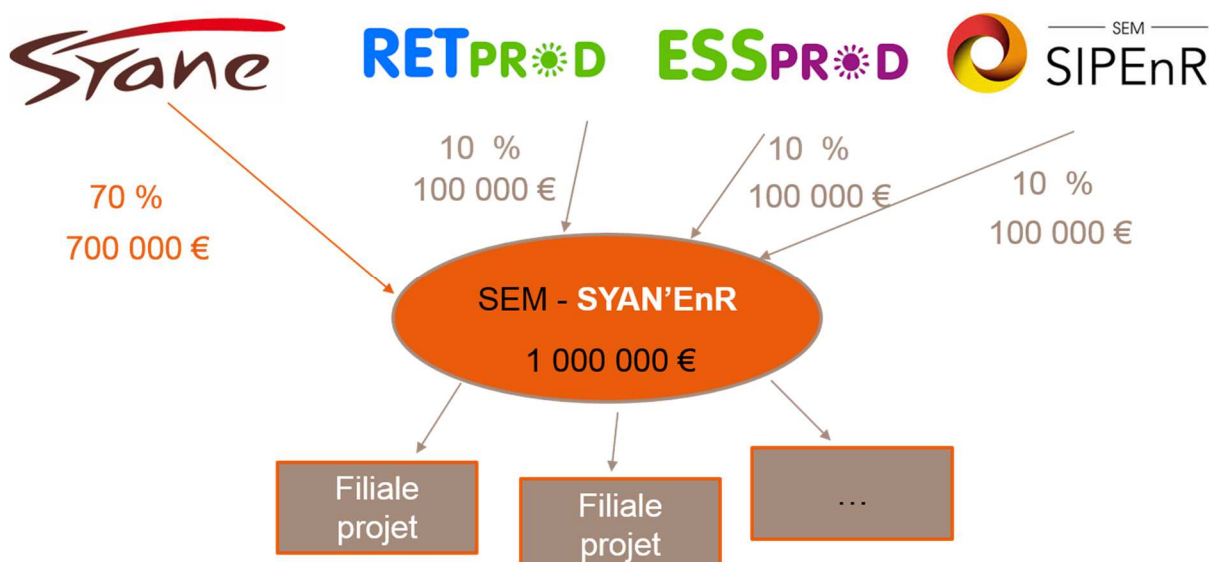 Syane
RETPROD
ESSPROD
SEM
SIPEnR
10 %
100 000 €
10 %
100 000 €
10 %
100 000 €
70 %
700 000 €
SEM - SYAN'EnR
1 000 000 €
Filiale
projet
Filiale
projet
...